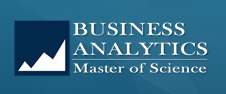 BUSINESS
ANALYTICS
Master of Science